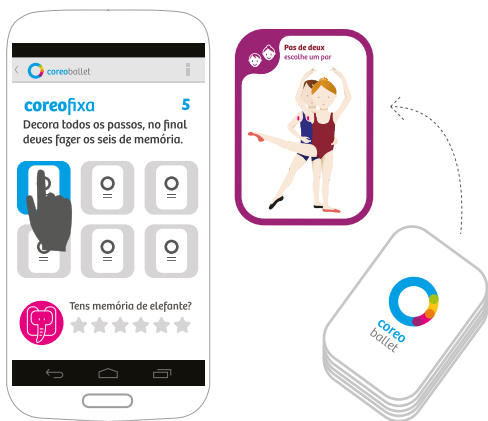 coreoballet
coreofixa 5
Decora todos os passos, no final
deves fazer os seis de memória.
Tens memória de elefante?
Pas de deux
escolhe um par
coreo
ballet